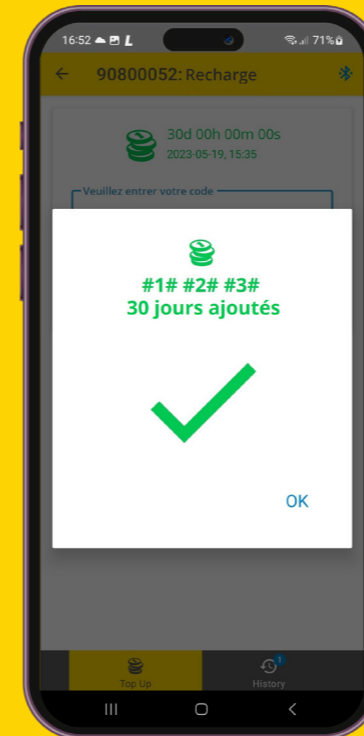 16:52 L 71%
90800052: Recharge
30d 00h 00m 00s
2023-05-19, 15:35
Veuillez entrer votre code
#1# #2# #3#
30 jours ajoutés
OK
1
Top Up History